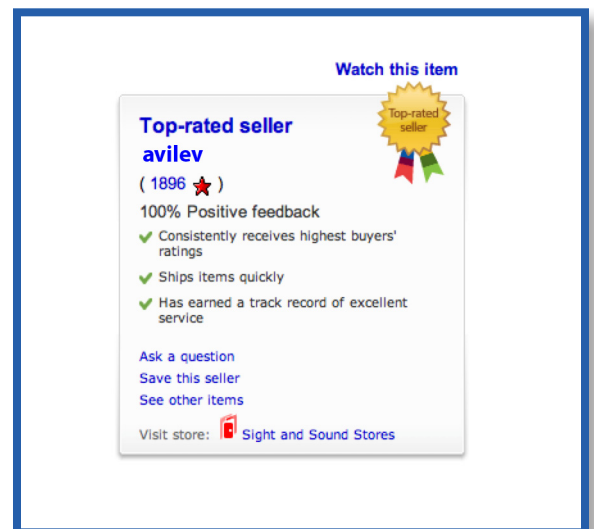 Watch this item
Top-rated
seller
Top-rated seller
avilev
( 1896 )
100% Positive feedback
Consistently receives highest buyers'
ratings
Ships items quickly
Has earned a track record of excellent
service
Ask a question
Save this seller
See other items
Visit store: Sight and Sound Stores